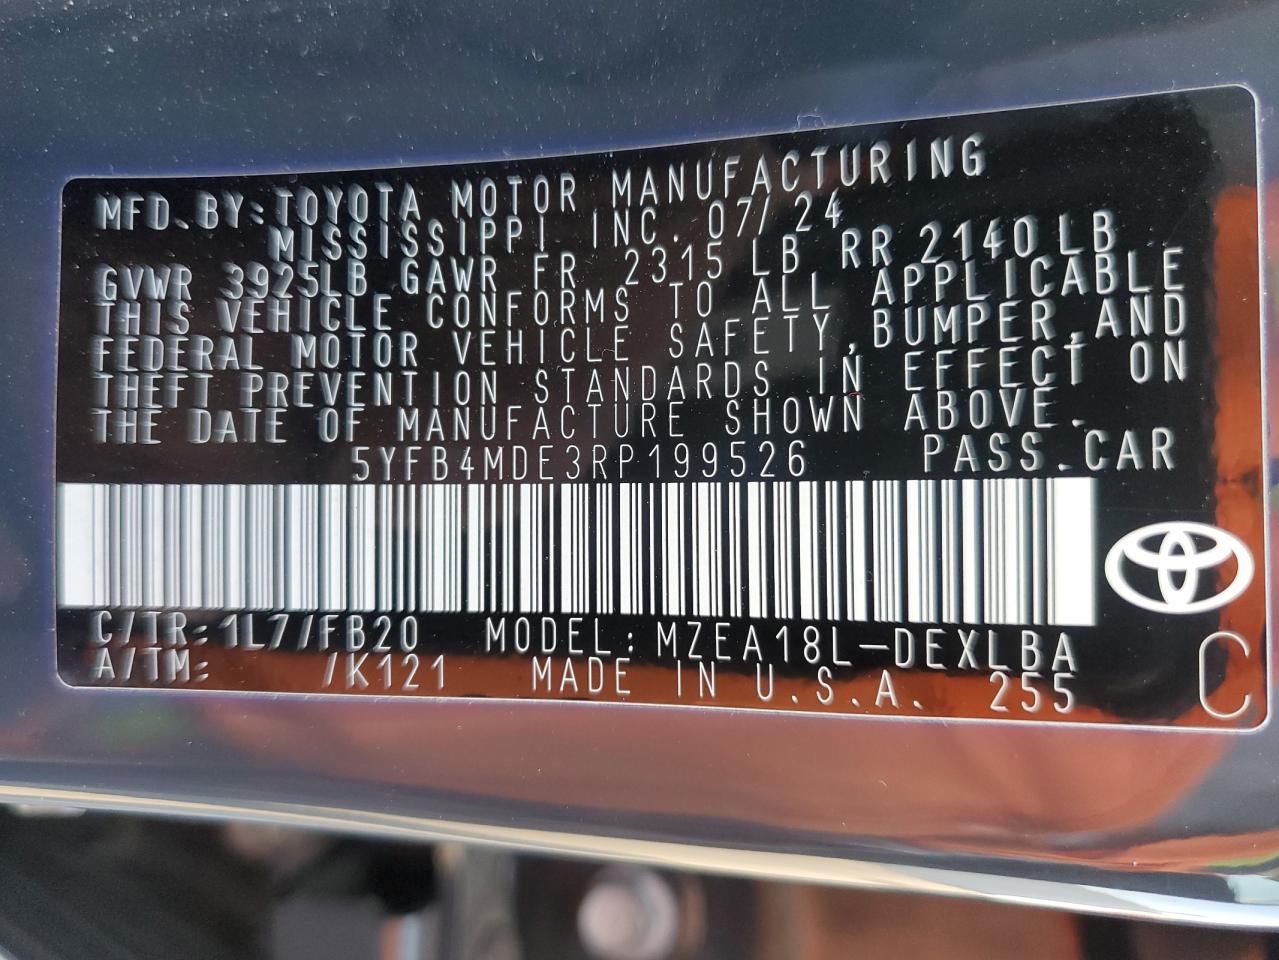 MFD.BY:TOYOTA MOTOR MANUFACTURING
MISSISSIPPI INC. 07/24
GVWR 3925LB GAWR FR 2315 LB RR 2140LB
THIS VEHICLE CONFORMS TO ALL APPLICABLE
FEDERAL MOTOR VEHICLE SAFETY,BUMPER,AND
THEFT PREVENTION STANDARDS IN EFFECT ON
THE DATE OF MANUFACTURE SHOWN ABOVE.
5YFB4MDE3RP199526 PASS.CAR
C/TR: 1L7/FB20 MODEL:MZEA18L-DEXLBA
A/TM: /K121 MADE IN U.S.A. 255
C